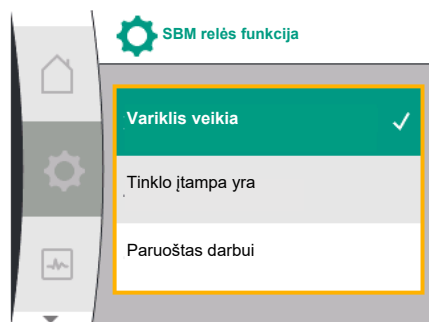 SBM relės funkcija
Variklis veikia
Tinklo įtampa yra
Paruoštas darbui